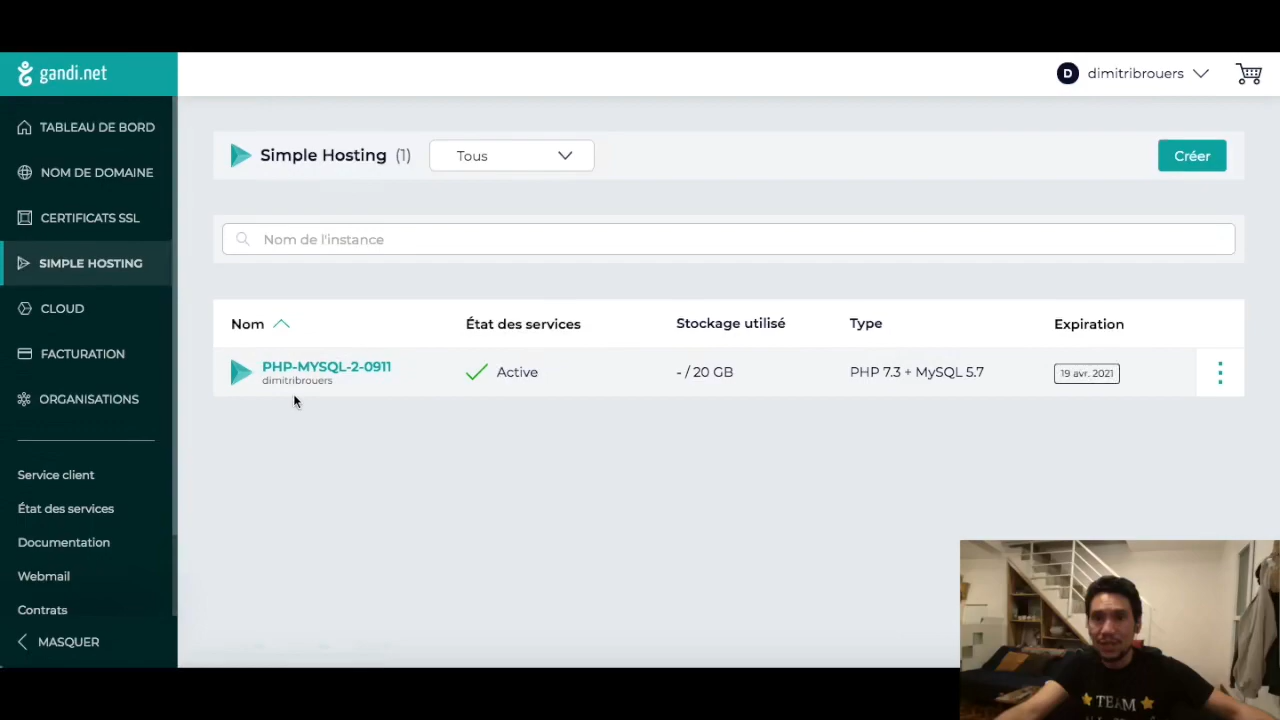 gandi.net
D dimitribrouers
TABLEAU DE BORD
NOM DE DOMAINE
CERTIFICATS SSL
SIMPLE HOSTING
CLOUD
FACTURATION
ORGANISATIONS
Service client
État des services
Documentation
Webmail
Contrats
MASQUER
Simple Hosting (1)
Tous
Créer
Nom de l'instance
Nom
État des services
Stockage utilisé
Type
Expiration
PHP-MYSQL-2-0911
dimitribrouers
Active
- / 20 GB
PHP 7.3 + MySQL 5.7
19 avr. 2021
TEAM